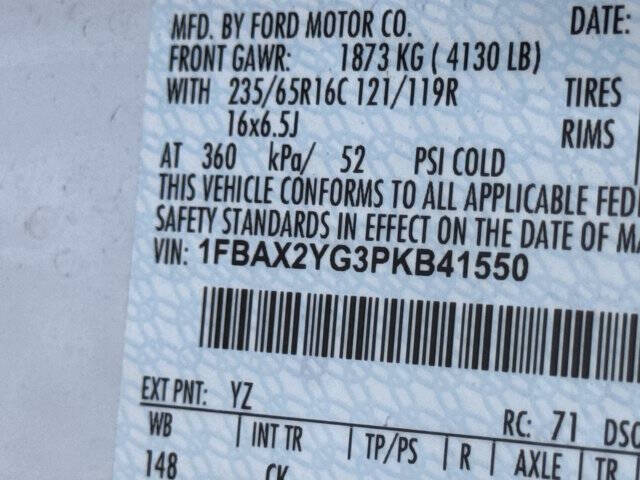 MFD. BY FORD MOTOR CO. DATE:
FRONT GAWR: 1873 KG ( 4130 LB)
WITH 235/65R16C 121/119R TIRES
16x6.5J RIMS
AT 360 kPa/ 52 PSI COLD
THIS VEHICLE CONFORMS TO ALL APPLICABLE FED
SAFETY STANDARDS IN EFFECT ON THE DATE OF MA
VIN: 1FBAX2YG3PKB41550
EXT PNT: YZ RC: 71 DSO
WB INT TR TP/PS R AXLE TR
148 CK